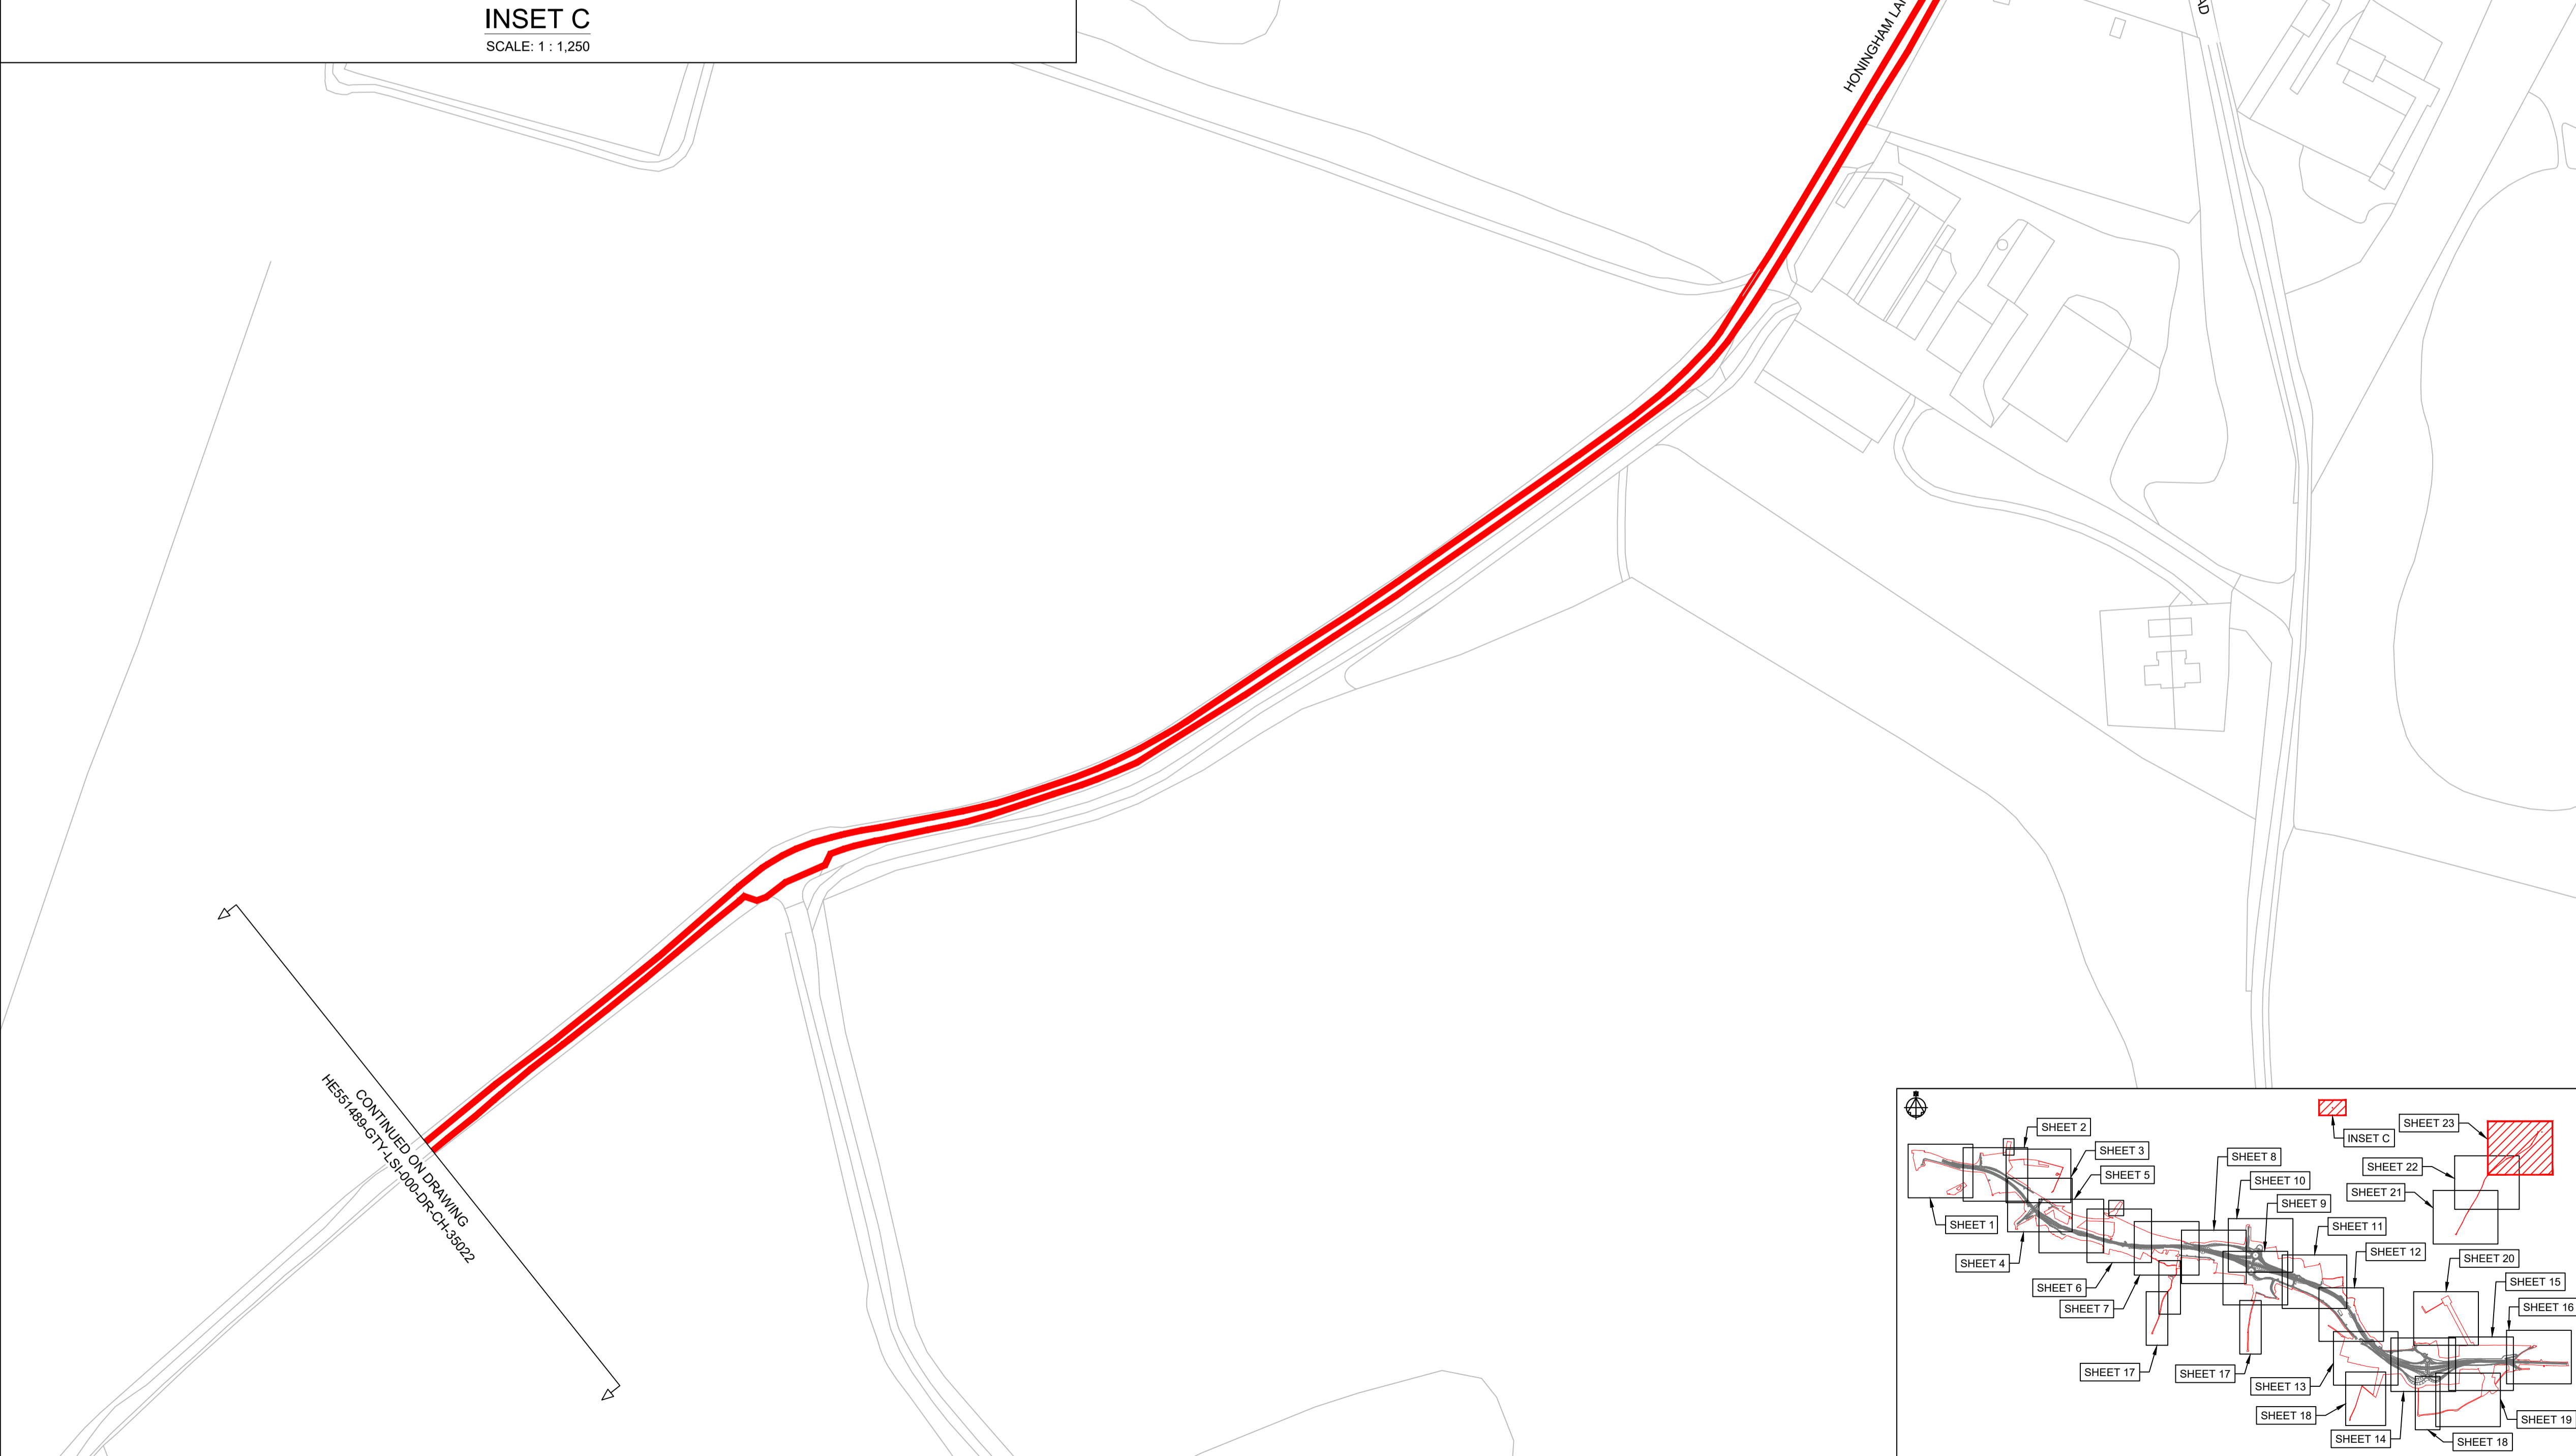 INSET C
SCALE: 1 : 1,250
HONINGHAM
CONTINUED ON DRAWING
HE551489-GTY-LSI-000-DR-CH-35022
SHEET 2
SHEET 3
SHEET 5
SHEET 1
SHEET 4
SHEET 6
SHEET 7
SHEET 8
SHEET 10
SHEET 9
SHEET 11
SHEET 12
INSET C
SHEET 23
SHEET 22
SHEET 21
SHEET 20
SHEET 15
SHEET 16
SHEET 17
SHEET 17
SHEET 13
SHEET 18
SHEET 14
SHEET 18
SHEET 19